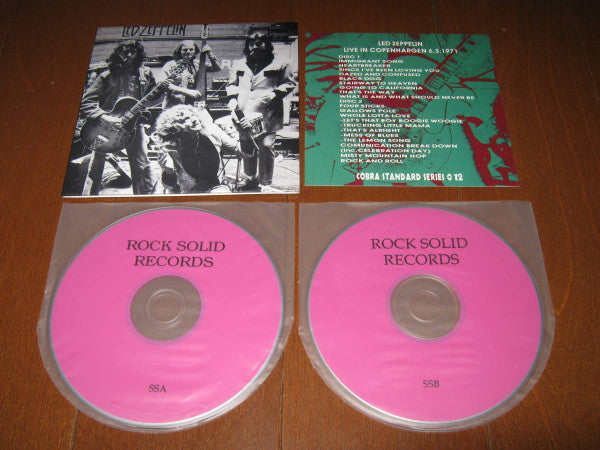 LED ZEPPELIN
LED ZEPPELIN
LIVE IN COPENHARGEN 6.3.1971
DISC 1
IMMIGRANT SONG
HEARTBREAKER
SINCE I'VE BEEN LOVING YOU
DAZED AND CONFUSED
BLACK DOG
STAIRWAY TO HEAVEN
GOING TO CALIFORNIA
THAT'S THE WAY
WHAT IS AND WHAT SHOULD NEVER BE
DISC 2
FOUR STICKS
GALLOWS POLE
WHOLE LOTTA LOVE
-LET'S THAT BOY BOOGIE WOOGIE
-TRUCKING LITTLE MAMA
-THAT'S ALRIGHT
-MESS OF BLUES
-THE LEMON SONG
COMUNICATION BREAK DOWN
(Inc.CELEBRATION DAY)
MISTY MOUNTAIN HOP
ROCK AND ROLL
COBRA STANDARD SERIES 012
ROCK SOLID
RECORDS
SSA
ROCK SOLID
RECORDS
SSB